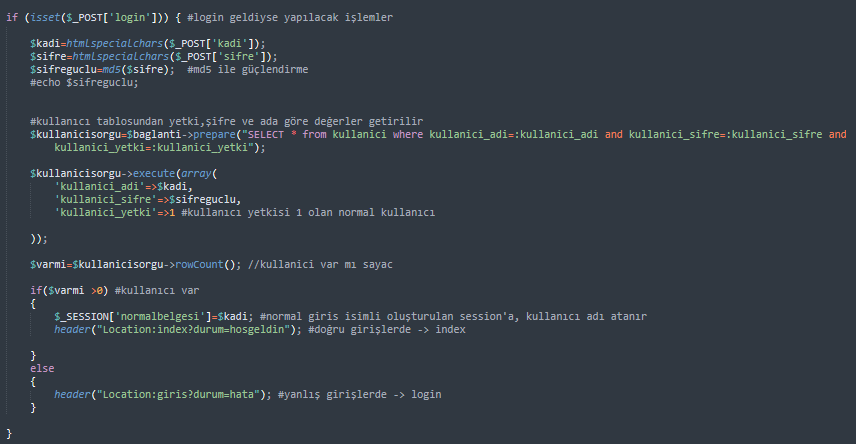 if (isset($_POST['login'])) { #login geldiyse yapılacak işlemler
$kadi=htmlspecialchars($_POST['kadi']);
$sifre=htmlspecialchars($_POST['sifre']);
$sifreguclu=md5($sifre);  #md5 ile güçlendirme
#echo $sifreguclu;
#kullanıcı tablosundan yetki,şifre ve ada göre değerler getirilir
$kullanicisorgu=$baglanti->prepare("SELECT * from kullanici where kullanici_adi=:kullanici_adi and kullanici_sifre=:kullanici_sifre and
kullanici_yetki=:kullanici_yetki");
$kullanicisorgu->execute(array(
'kullanici_adi'=>$kadi,
'kullanici_sifre'=>$sifreguclu,
'kullanici_yetki'=>1 #kullanıcı yetkisi 1 olan normal kullanıcı
));
$varmi=$kullanicisorgu->rowCount(); //kullanici var mı sayac
if($varmi >0) #kullanıcı var
{
$_SESSION['normalbelgesi']=$kadi; #normal giris isimli oluşturulan session'a, kullanıcı adı atanır
header("Location:index?durum=hosgeldin"); #doğru girişlerde -> index
}
else
{
header("Location:giris?durum=hata"); #yanlış girişlerde -> login
}
}